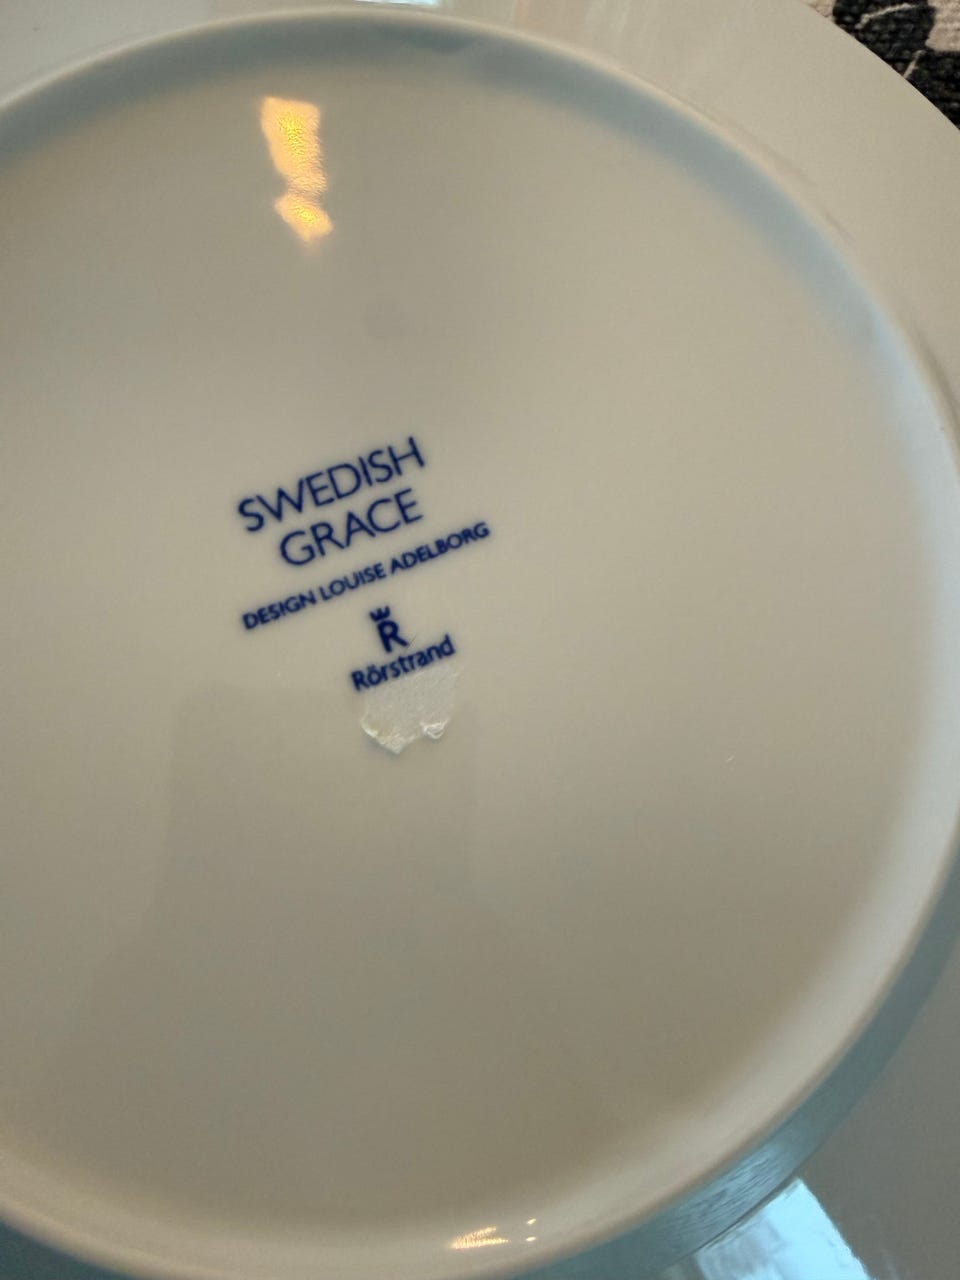 SWEDISH
GRACE
DESIGN LOUISE ADELBORG
R
Rörstrand